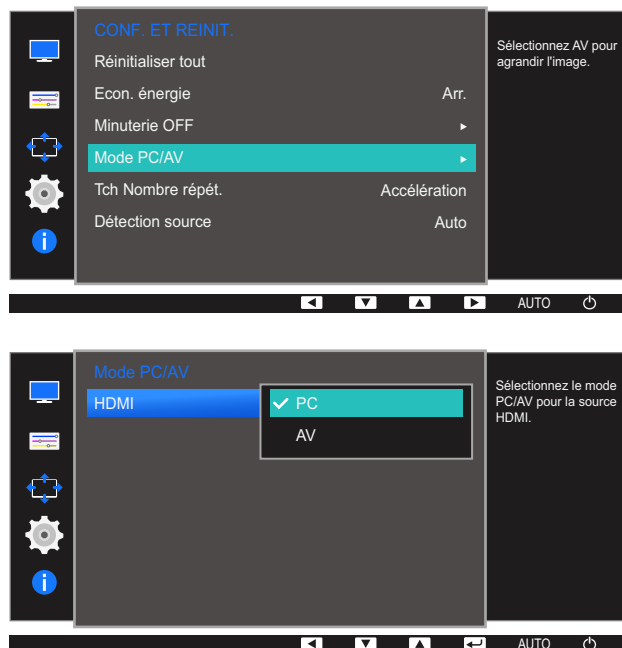 CONF. ET REINIT.
Réinitialiser tout
Econ. énergie Arr.
Minuterie OFF
Mode PC/AV
Tch Nombre répét. Accélération
Détection source Auto
Sélectionnez AV pour
agrandir l'image.
AUTO
Mode PC/AV
HDMI
PC
AV
Sélectionnez le mode
PC/AV pour la source
HDMI.
AUTO